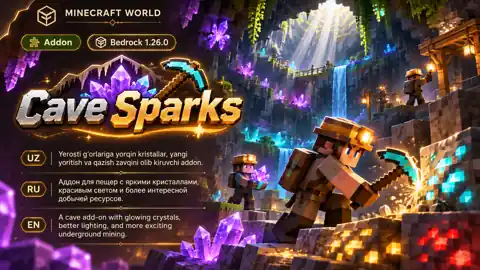 MINECRAFT WORLD
Addon
Bedrock 1.26.0
Cave Sparks
UZ
Yerosti g'orlariga yorqin kristallar, yangi
yoritish va qazish zavqini olib kiruvchi addon.
RU
Аддон для пещер с яркими кристаллами,
красивым светом и более интересной
добычей ресурсов.
EN
A cave add-on with glowing crystals,
better lighting, and more exciting
underground mining.